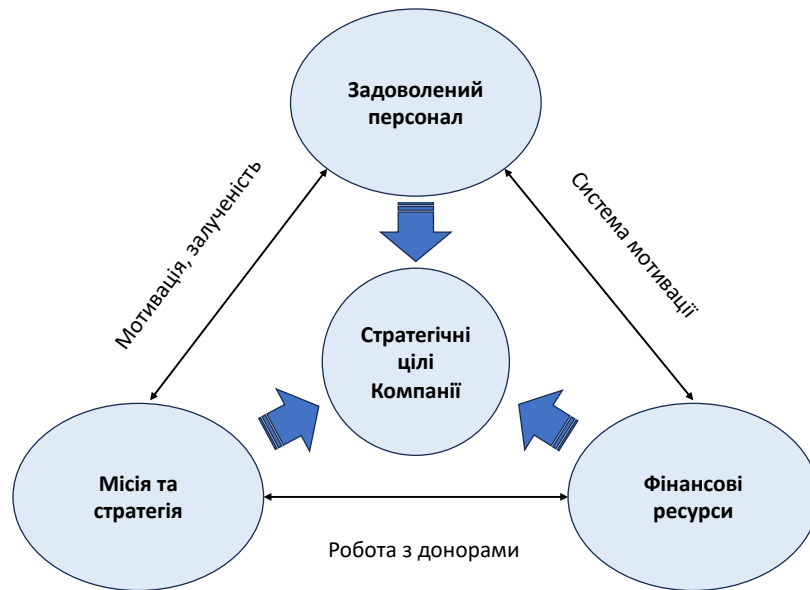 Задоволений
персонал
Мотивація, залученість
Система мотивації
Стратегічні
цілі
Компанії
Місія та
стратегія
Фінансові
ресурси
Робота з донорами